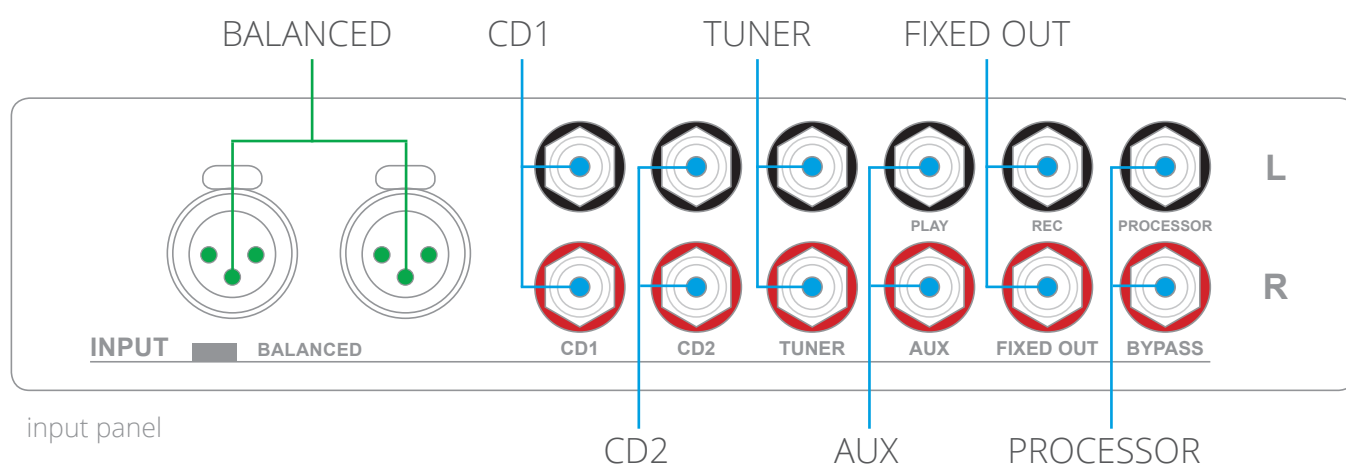 BALANCED CD1 TUNER FIXED OUT
L
PLAY REC PROCESSOR
R
INPUT BALANCED CD1 CD2 TUNER AUX FIXED OUT BYPASS
input panel
CD2 AUX PROCESSOR